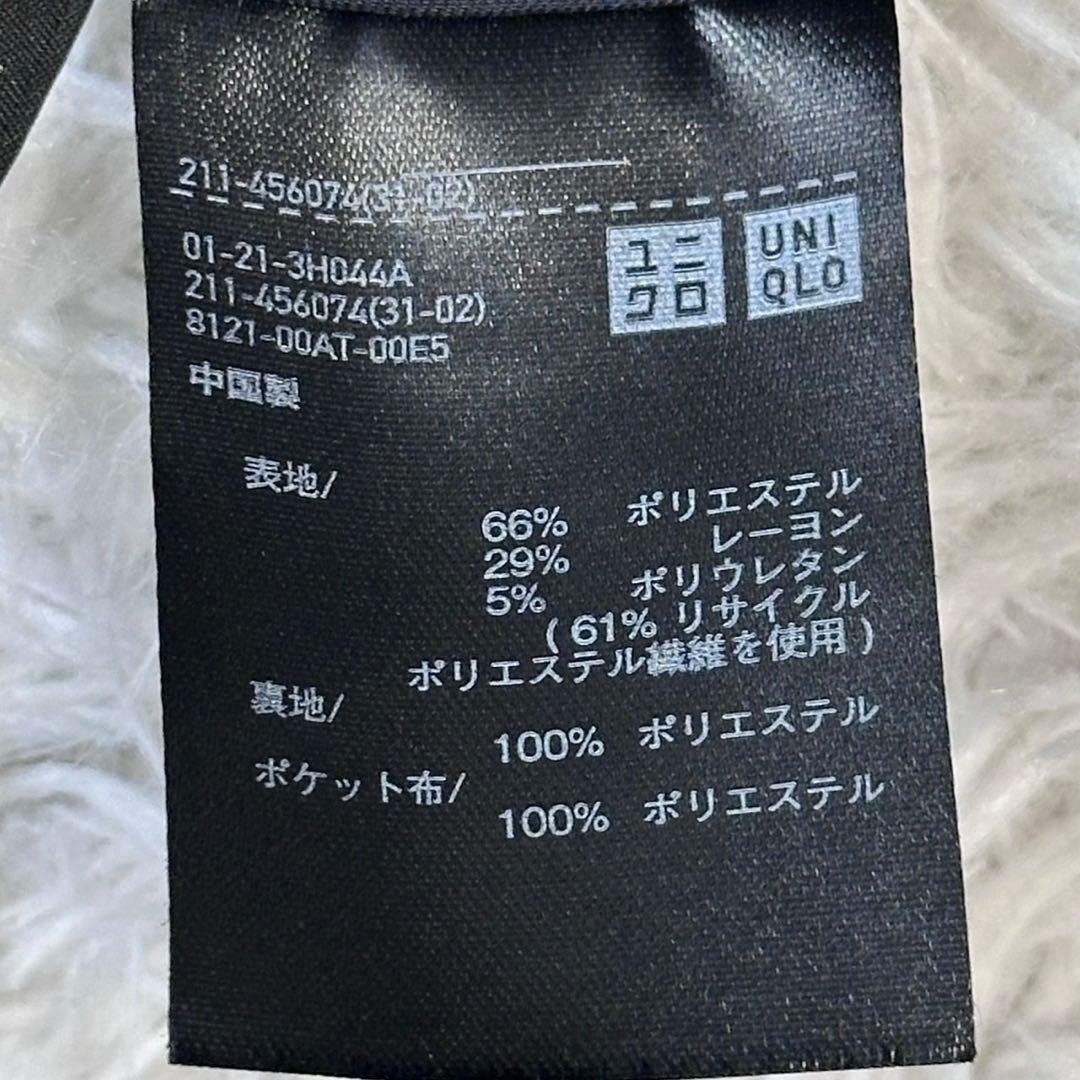 211-456074(31-02)
ユニ
クロ
UNI
QLO
01-21-3H044A
211-456074(31-02)
8121-00AT-00E5
中国製
表地/
66% ポリエステル
29% レーヨン
5% ポリウレタン
( 61% リサイクル
ポリエステル繊維を使用 )
裏地/
100% ポリエステル
ポケット布/
100% ポリエステル